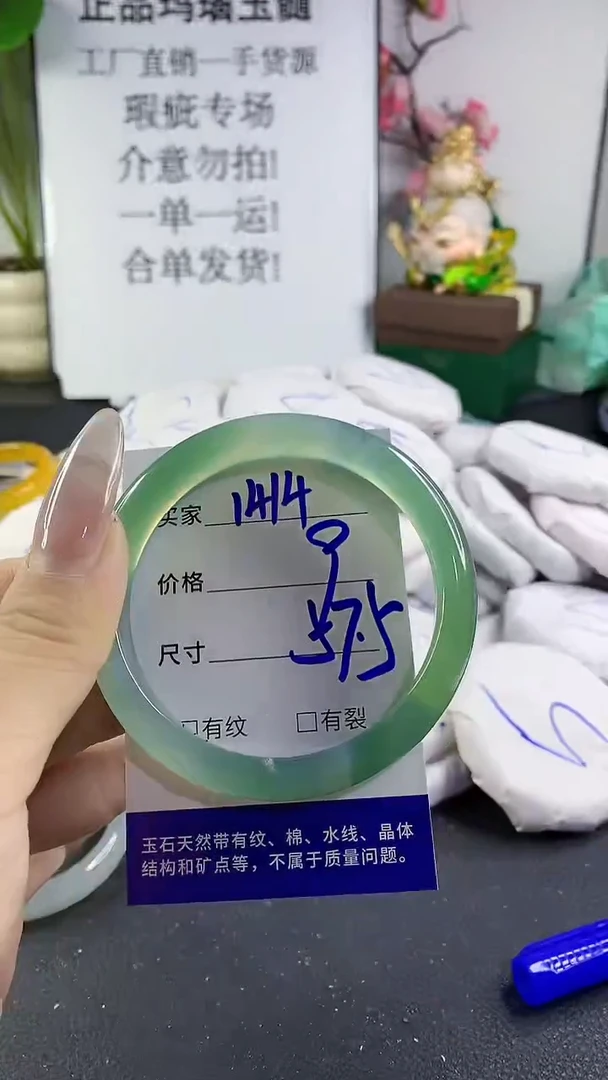 正品玛瑙玉髓
工厂直销一手货源
瑕疵专场
介意勿拍!
一单一运!
合单发货!
买家 1414
价格
尺寸 57.5
□有纹 □有裂
玉石天然带有纹、棉、水线、晶体
结构和矿点等，不属于质量问题。